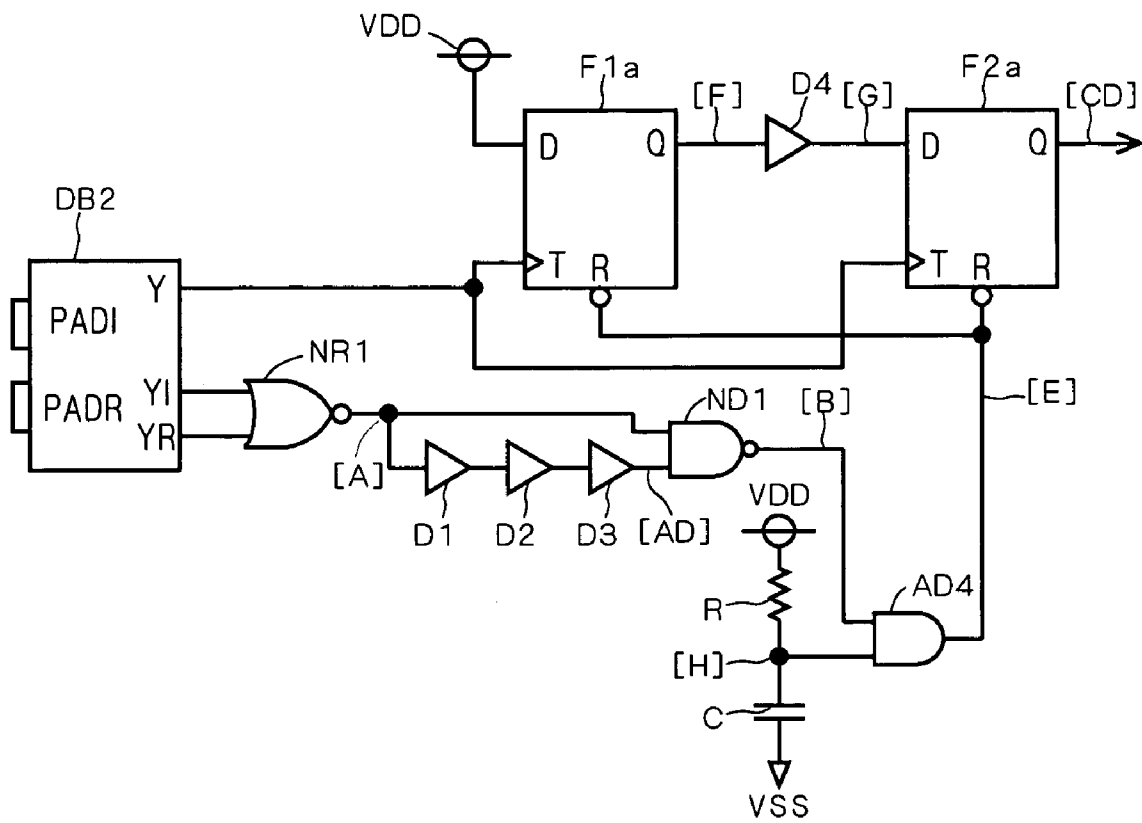 VDD
F1a
[F]
D4
[G]
F2a
[CD]
D
Q
D
Q
DB2
T
R
T
R
Y
PADI
NR1
YI
PADR
YR
ND1
[B]
[E]
[A]
D1
D2
D3
[AD]
VDD
R
AD4
[H]
C
VSS